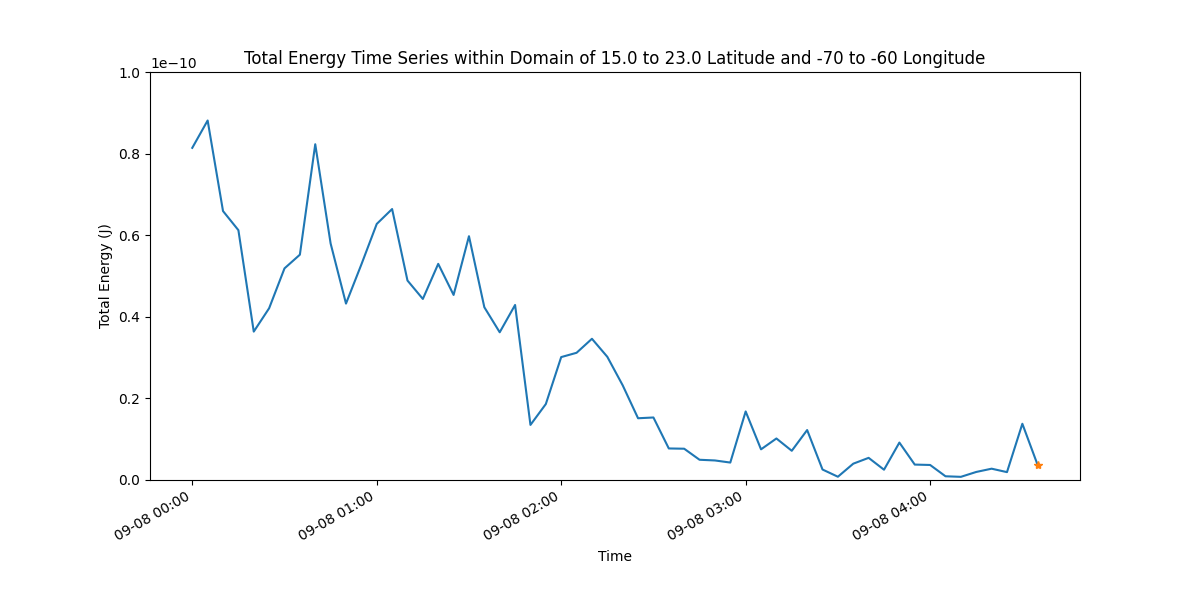 Total Energy Time Series within Domain of 15.0 to 23.0 Latitude and -70 to -60 Longitude
1e−10
1.0
0.8
0.6
0.4
0.2
0.0
Total Energy (J)
09-08 00:00
09-08 01:00
09-08 02:00
09-08 03:00
09-08 04:00
Time